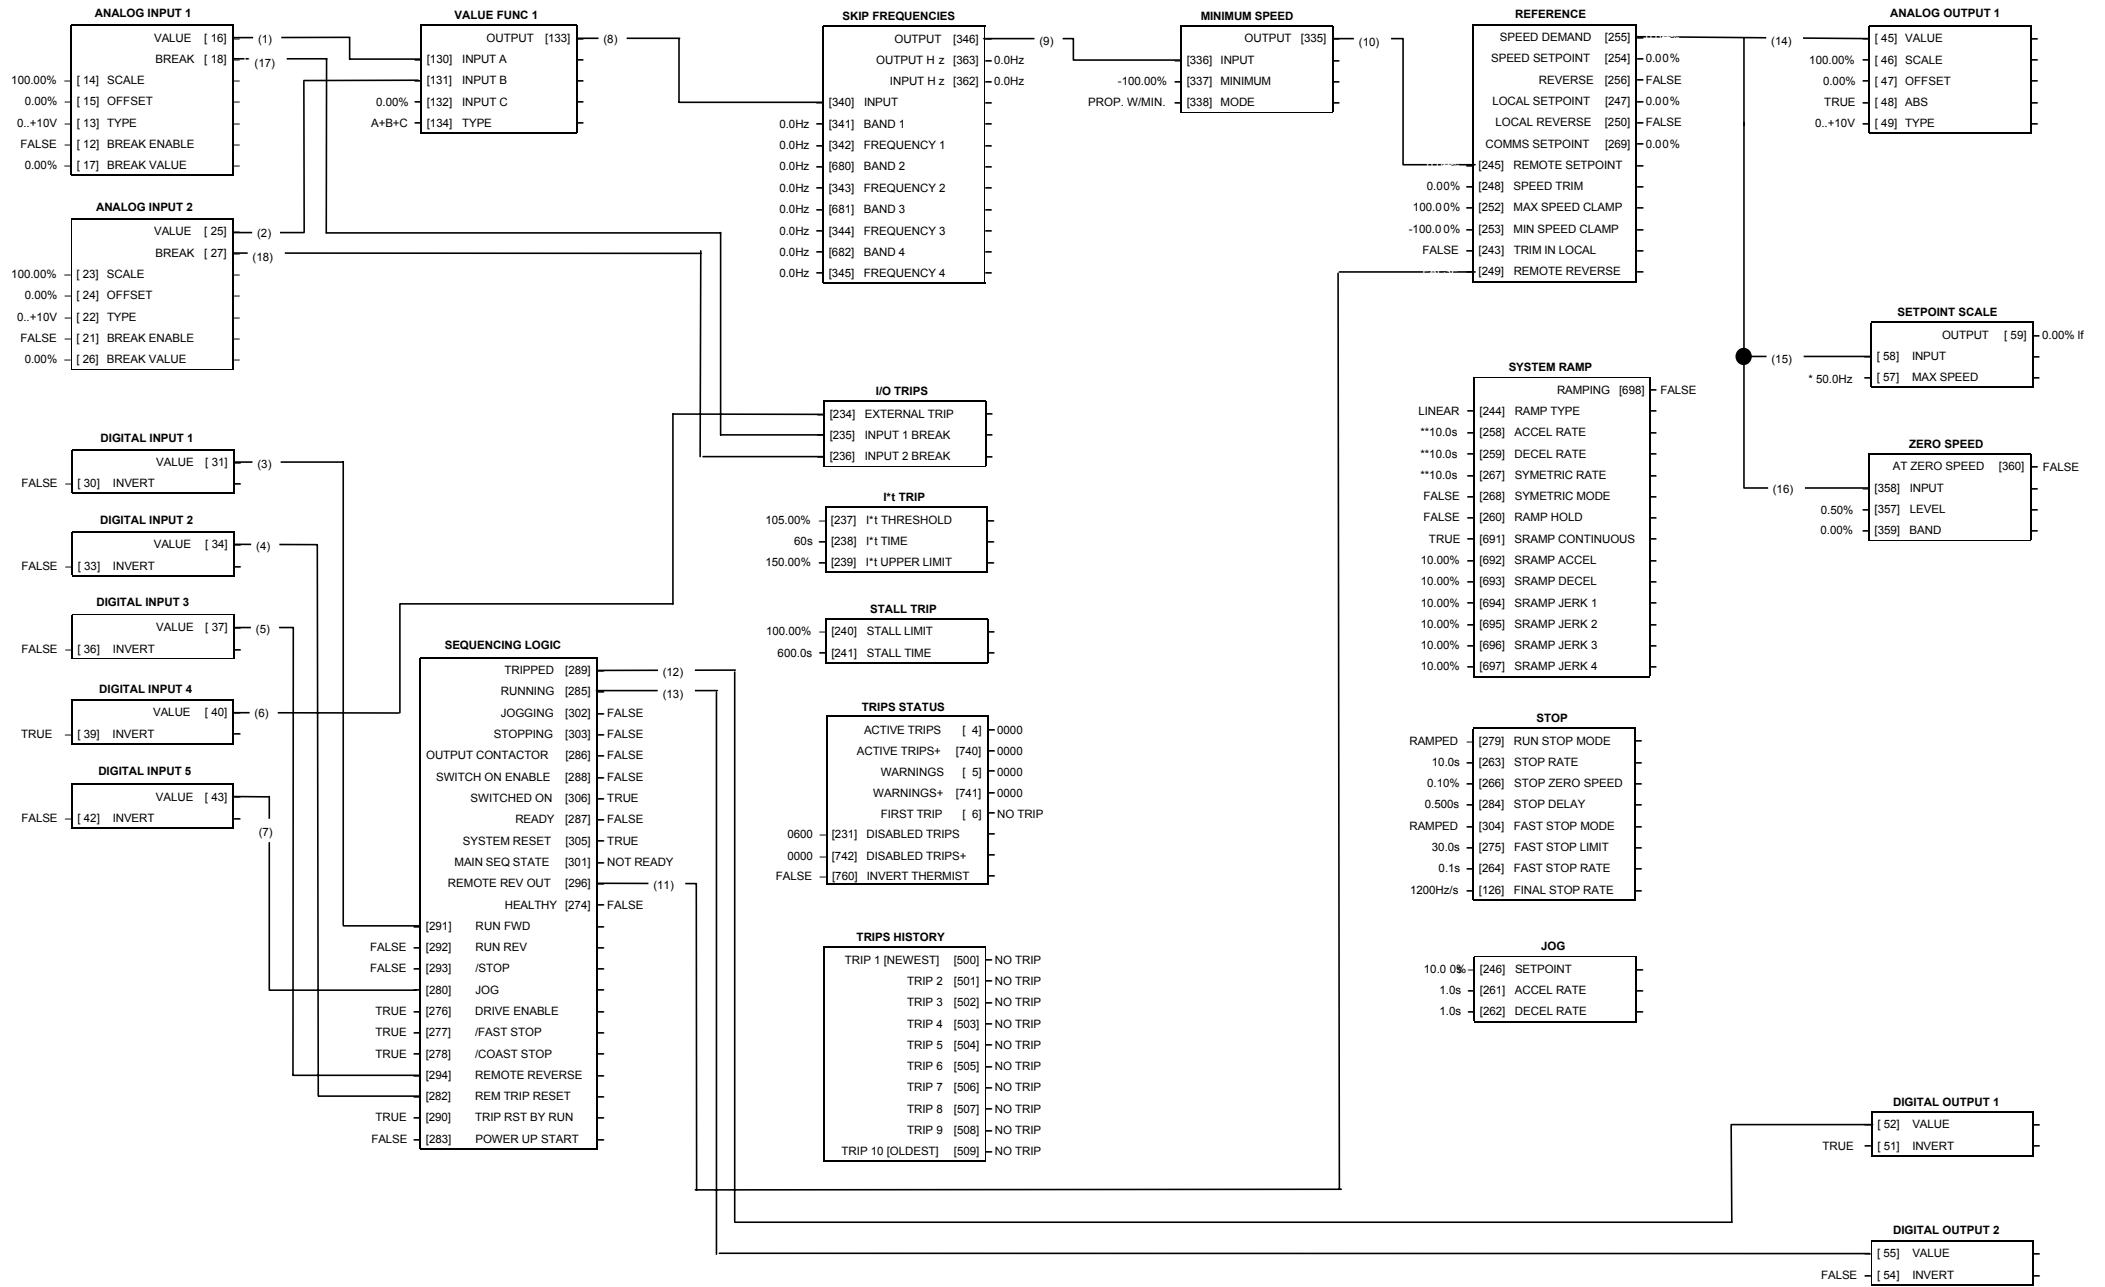 ANALOG INPUT 1
VALUE [ 16] (1)
BREAK [ 18] (17)
100.00% [ 14] SCALE
0.00% [ 15] OFFSET
0..+10V [ 13] TYPE
FALSE [ 12] BREAK ENABLE
0.00% [ 17] BREAK VALUE
ANALOG INPUT 2
VALUE [ 25] (2)
BREAK [ 27] (18)
100.00% [ 23] SCALE
0.00% [ 24] OFFSET
0..+10V [ 22] TYPE
FALSE [ 21] BREAK ENABLE
0.00% [ 26] BREAK VALUE
DIGITAL INPUT 1
VALUE [ 31] (3)
FALSE [ 30] INVERT
DIGITAL INPUT 2
VALUE [ 34] (4)
FALSE [ 33] INVERT
DIGITAL INPUT 3
VALUE [ 37] (5)
FALSE [ 36] INVERT
DIGITAL INPUT 4
VALUE [ 40] (6)
TRUE [ 39] INVERT
DIGITAL INPUT 5
VALUE [ 43]
(7)
FALSE [ 42] INVERT
VALUE FUNC 1
OUTPUT [133] (8)
[130] INPUT A
[131] INPUT B
0.00% [132] INPUT C
A+B+C [134] TYPE
SEQUENCING LOGIC
TRIPPED [289] (12)
RUNNING [285] (13)
JOGGING [302] FALSE
STOPPING [303] FALSE
OUTPUT CONTACTOR [286] FALSE
SWITCH ON ENABLE [288] FALSE
SWITCHED ON [306] TRUE
READY [287] FALSE
SYSTEM RESET [305] TRUE
MAIN SEQ STATE [301] NOT READY
REMOTE REV OUT [296] (11)
HEALTHY [274] FALSE
[291] RUN FWD
FALSE [292] RUN REV
FALSE [293] /STOP
[280] JOG
TRUE [276] DRIVE ENABLE
TRUE [277] /FAST STOP
TRUE [278] /COAST STOP
[294] REMOTE REVERSE
[282] REM TRIP RESET
TRUE [290] TRIP RST BY RUN
FALSE [283] POWER UP START
SKIP FREQUENCIES
OUTPUT [346] (9)
OUTPUT H z [363] 0.0Hz
INPUT H z [362] 0.0Hz
[340] INPUT
0.0Hz [341] BAND 1
0.0Hz [342] FREQUENCY 1
0.0Hz [680] BAND 2
0.0Hz [343] FREQUENCY 2
0.0Hz [681] BAND 3
0.0Hz [344] FREQUENCY 3
0.0Hz [682] BAND 4
0.0Hz [345] FREQUENCY 4
I/O TRIPS
[234] EXTERNAL TRIP
[235] INPUT 1 BREAK
[236] INPUT 2 BREAK
I*t TRIP
105.00% [237] I*t THRESHOLD
60s [238] I*t TIME
150.00% [239] I*t UPPER LIMIT
STALL TRIP
100.00% [240] STALL LIMIT
600.0s [241] STALL TIME
TRIPS STATUS
ACTIVE TRIPS [ 4] 0000
ACTIVE TRIPS+ [740] 0000
WARNINGS [ 5] 0000
WARNINGS+ [741] 0000
FIRST TRIP [ 6] NO TRIP
0600 [231] DISABLED TRIPS
0000 [742] DISABLED TRIPS+
FALSE [760] INVERT THERMIST
TRIPS HISTORY
TRIP 1 [NEWEST] [500] NO TRIP
TRIP 2 [501] NO TRIP
TRIP 3 [502] NO TRIP
TRIP 4 [503] NO TRIP
TRIP 5 [504] NO TRIP
TRIP 6 [505] NO TRIP
TRIP 7 [506] NO TRIP
TRIP 8 [507] NO TRIP
TRIP 9 [508] NO TRIP
TRIP 10 [OLDEST] [509] NO TRIP
MINIMUM SPEED
OUTPUT [335] (10)
[336] INPUT
-100.00% [337] MINIMUM
PROP. W/MIN. [338] MODE
REFERENCE
SPEED DEMAND [255]
SPEED SETPOINT [254] 0.00%
REVERSE [256] FALSE
LOCAL SETPOINT [247] 0.00%
LOCAL REVERSE [250] FALSE
COMMS SETPOINT [269] 0.00%
[245] REMOTE SETPOINT
0.00% [248] SPEED TRIM
100.00% [252] MAX SPEED CLAMP
-100.00% [253] MIN SPEED CLAMP
FALSE [243] TRIM IN LOCAL
[249] REMOTE REVERSE
SYSTEM RAMP
RAMPING [698] FALSE
LINEAR [244] RAMP TYPE
**10.0s [258] ACCEL RATE
**10.0s [259] DECEL RATE
**10.0s [267] SYMETRIC RATE
FALSE [268] SYMETRIC MODE
FALSE [260] RAMP HOLD
TRUE [691] SRAMP CONTINUOUS
10.00% [692] SRAMP ACCEL
10.00% [693] SRAMP DECEL
10.00% [694] SRAMP JERK 1
10.00% [695] SRAMP JERK 2
10.00% [696] SRAMP JERK 3
10.00% [697] SRAMP JERK 4
STOP
RAMPED [279] RUN STOP MODE
10.0s [263] STOP RATE
0.10% [266] STOP ZERO SPEED
0.500s [284] STOP DELAY
RAMPED [304] FAST STOP MODE
30.0s [275] FAST STOP LIMIT
0.1s [264] FAST STOP RATE
1200Hz/s [126] FINAL STOP RATE
JOG
10.0 0% [246] SETPOINT
1.0s [261] ACCEL RATE
1.0s [262] DECEL RATE
ANALOG OUTPUT 1
(14) [ 45] VALUE
100.00% [ 46] SCALE
0.00% [ 47] OFFSET
TRUE [ 48] ABS
0..+10V [ 49] TYPE
SETPOINT SCALE
OUTPUT [ 59] 0.00% lf
(15) [ 58] INPUT
* 50.0Hz [ 57] MAX SPEED
ZERO SPEED
AT ZERO SPEED [360] FALSE
(16) [358] INPUT
0.50% [357] LEVEL
0.00% [359] BAND
DIGITAL OUTPUT 1
[ 52] VALUE
TRUE [ 51] INVERT
DIGITAL OUTPUT 2
[ 55] VALUE
FALSE [ 54] INVERT